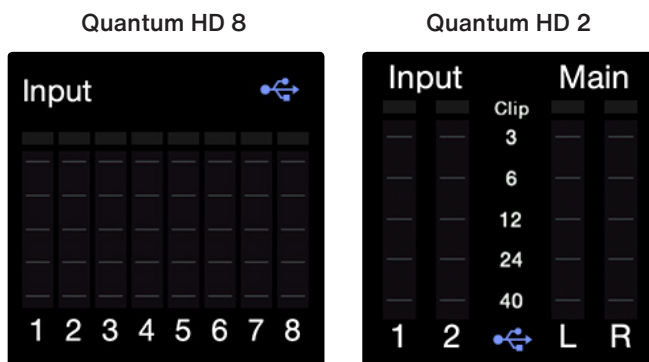 Quantum HD 8
Input
1 2 3 4 5 6 7 8
Quantum HD 2
Input Main
Clip
3
6
12
24
40
1 2 L R